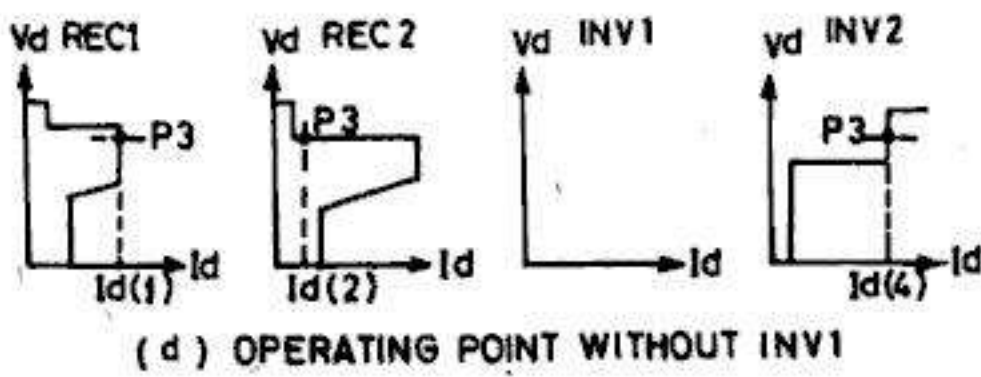 Vd REC1
Vd REC 2
Vd INV1
Vd INV2
P3
P3
P3
Id
Id
Id
Id
Id(1)
Id(2)
Id(4)
(d) OPERATING POINT WITHOUT INV1